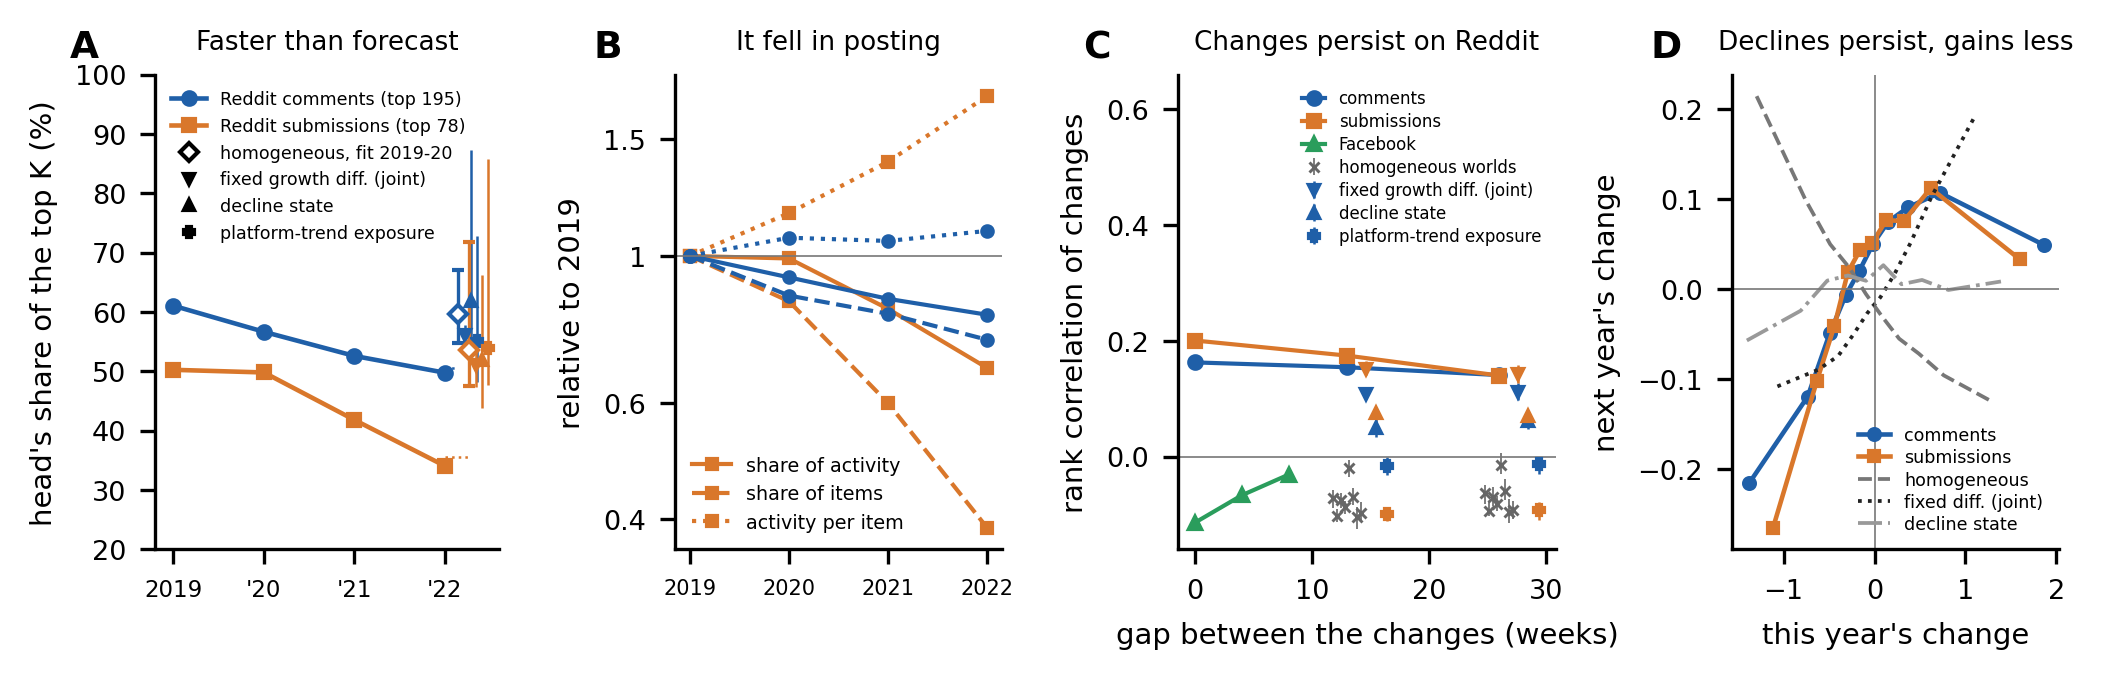 A
Faster than forecast
head's share of the top K (%)
100
90
80
70
60
50
40
30
20
2019
'20
'21
'22
Reddit comments (top 195)
Reddit submissions (top 78)
homogeneous, fit 2019-20
fixed growth diff. (joint)
decline state
platform-trend exposure
B
It fell in posting
relative to 2019
1.5
1
0.6
0.4
2019
2020
2021
2022
share of activity
share of items
activity per item
C
Changes persist on Reddit
rank correlation of changes
0.6
0.4
0.2
0.0
0
10
20
30
gap between the changes (weeks)
comments
submissions
Facebook
homogeneous worlds
fixed growth diff. (joint)
decline state
platform-trend exposure
D
Declines persist, gains less
next year's change
0.2
0.1
0.0
−0.1
−0.2
−1
0
1
2
this year's change
comments
submissions
homogeneous
fixed diff. (joint)
decline state